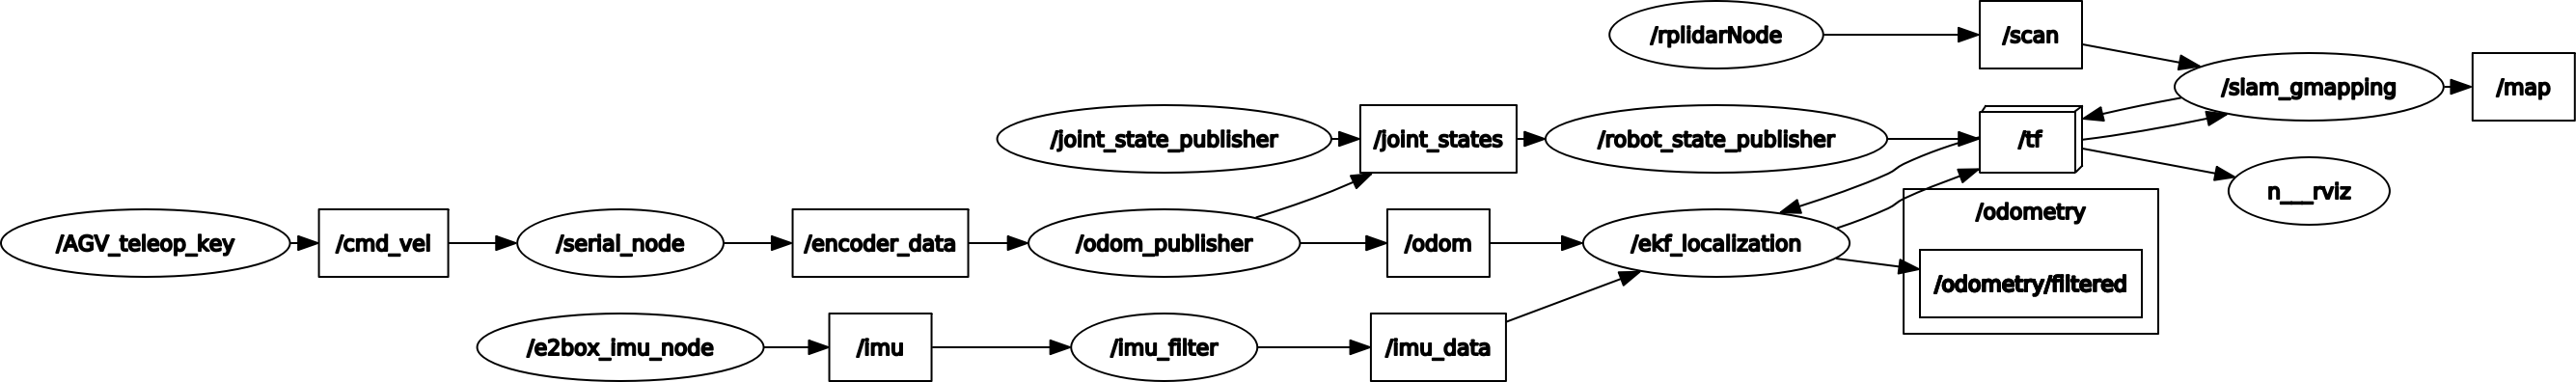 /rplidarNode
/scan
/slam_gmapping
/map
/joint_state_publisher
/joint_states
/robot_state_publisher
/tf
n___rviz
/AGV_teleop_key
/cmd_vel
/serial_node
/encoder_data
/odom_publisher
/odom
/ekf_localization
/odometry
/odometry/filtered
/e2box_imu_node
/imu
/imu_filter
/imu_data